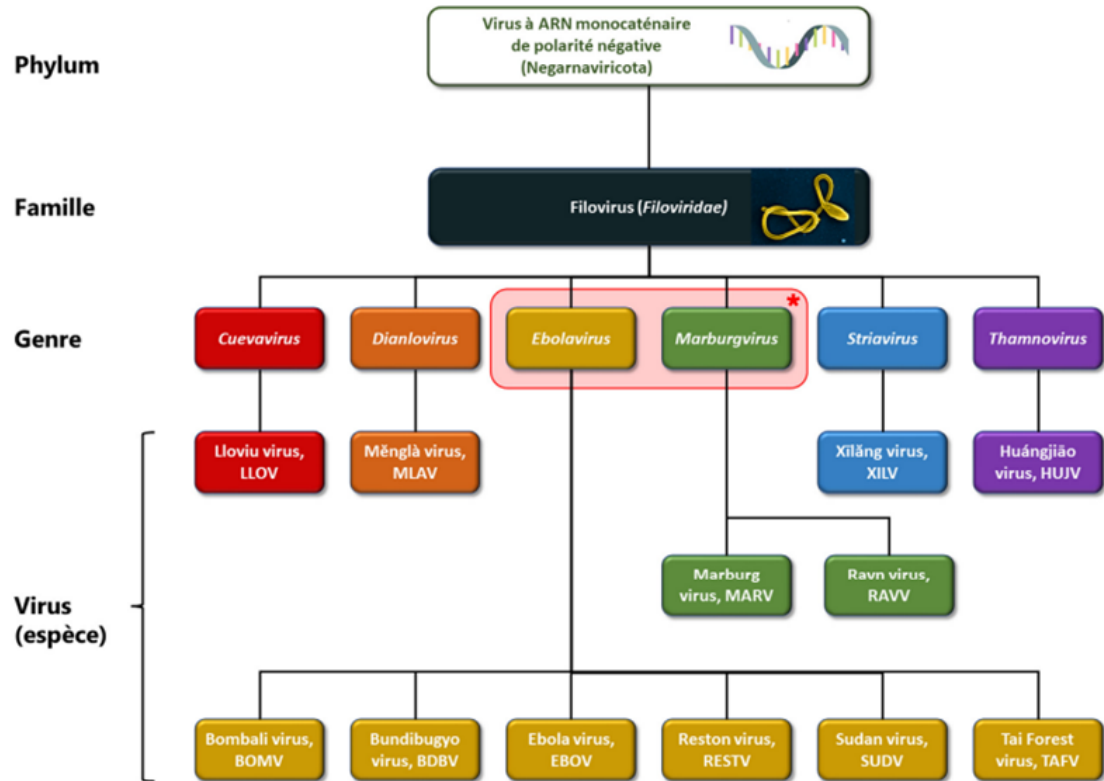 Phylum
Virus à ARN monocaténaire
de polarité négative
(Negarnaviricota)
Famille
Filovirus (Filoviridae)
Genre
Cuevavirus
Dianlovirus
Ebolavirus
Marburgvirus
*
Striavirus
Thamnovirus
Virus
(espèce)
Lloviu virus,
LLOV
Měnglà virus,
MLAV
Xīlǎng virus,
XILV
Huángjiāo
virus, HUJV
Marburg
virus, MARV
Ravn virus,
RAVV
Bombali virus,
BOMV
Bundibugyo
virus, BDBV
Ebola virus,
EBOV
Reston virus,
RESTV
Sudan virus,
SUDV
Tai Forest
virus, TAFV